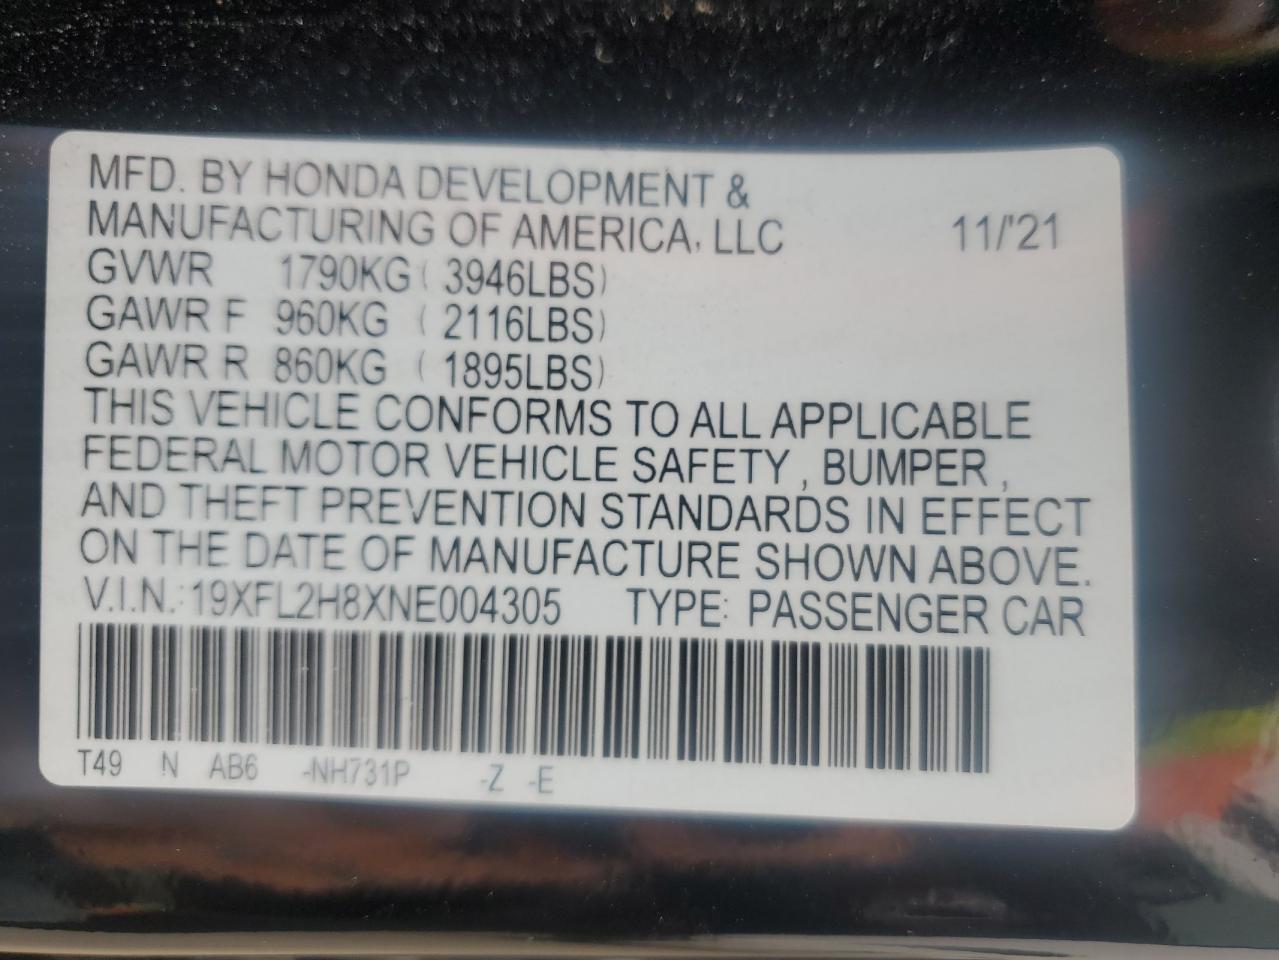 MFD. BY HONDA DEVELOPMENT &
MANUFACTURING OF AMERICA, LLC 11/'21
GVWR 1790KG ( 3946LBS)
GAWR F 960KG ( 2116LBS)
GAWR R 860KG ( 1895LBS)
THIS VEHICLE CONFORMS TO ALL APPLICABLE
FEDERAL MOTOR VEHICLE SAFETY , BUMPER ,
AND THEFT PREVENTION STANDARDS IN EFFECT
ON THE DATE OF MANUFACTURE SHOWN ABOVE.
V.I.N.: 19XFL2H8XNE004305 TYPE: PASSENGER CAR
T49 N AB6 -NH731P -Z -E